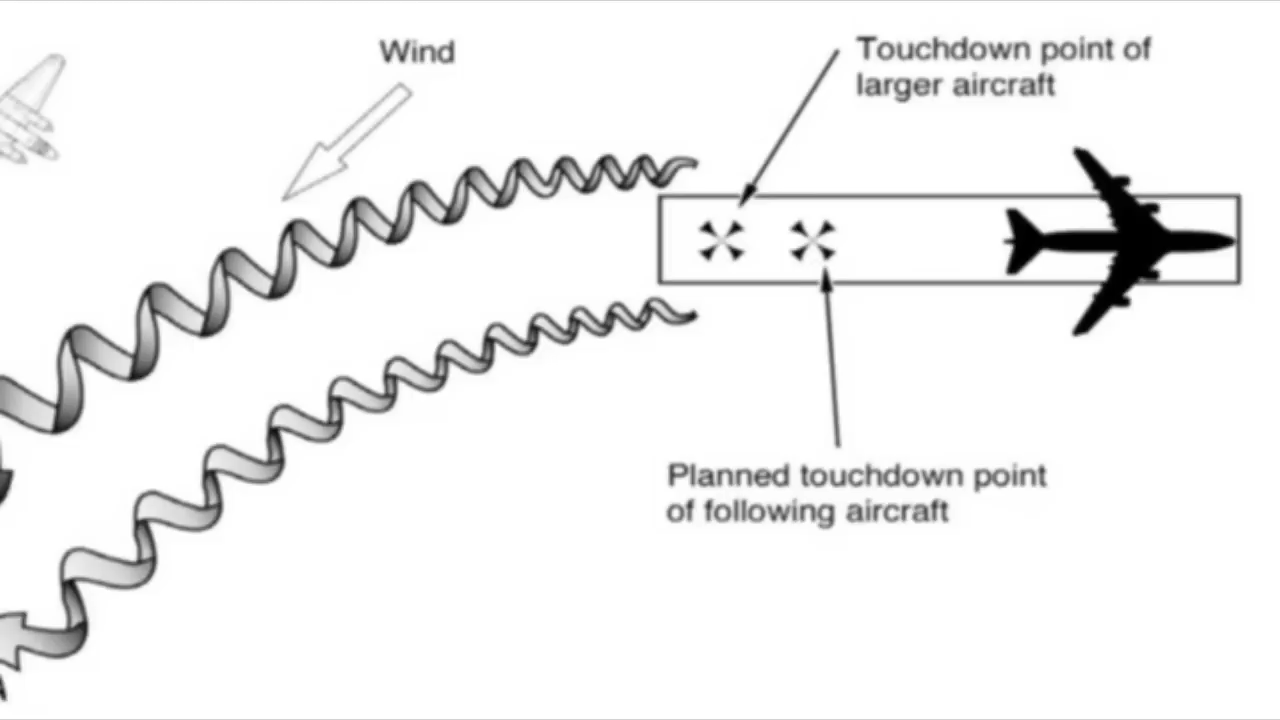 Wind
Touchdown point of
larger aircraft
Planned touchdown point
of following aircraft